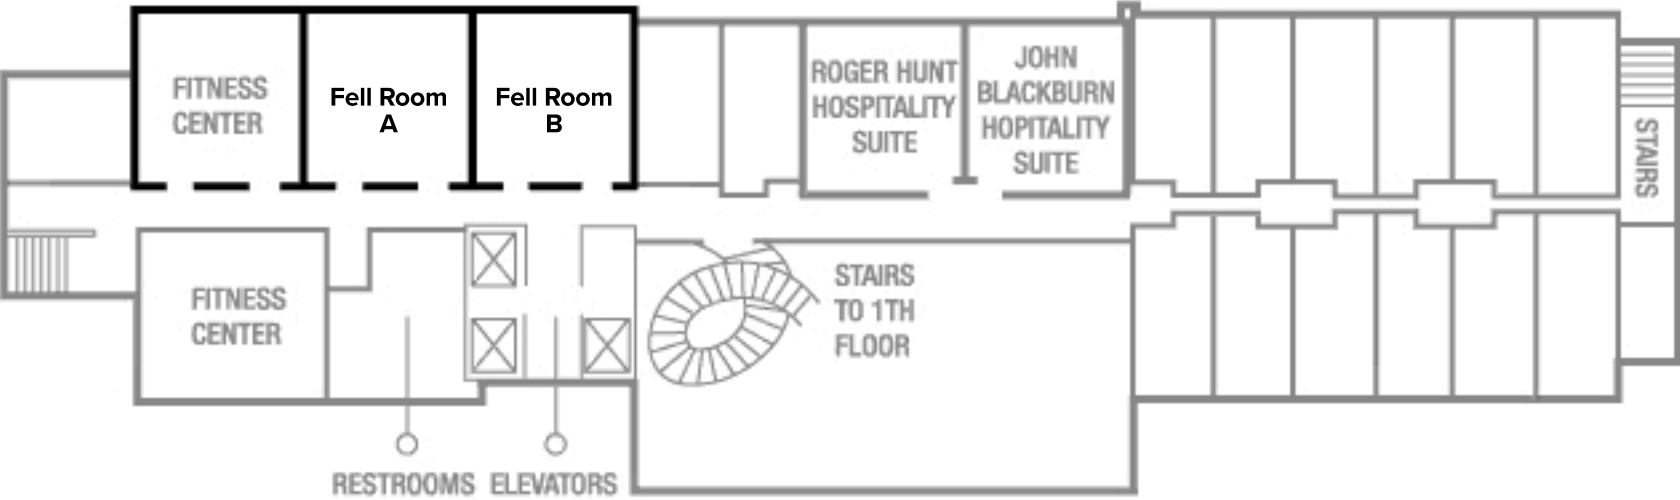 FITNESS
CENTER
Fell Room
A
Fell Room
B
ROGER HUNT
HOSPITALITY
SUITE
JOHN
BLACKBURN
HOPITALITY
SUITE
STAIRS
FITNESS
CENTER
STAIRS
TO 1TH
FLOOR
RESTROOMS
ELEVATORS